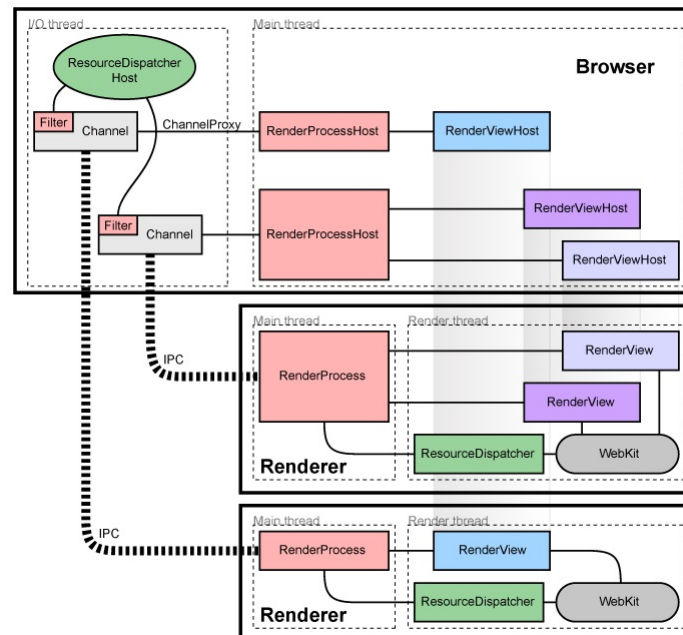 I/O thread
Main thread
ResourceDispatcher
Host
Browser
Filter
Channel
ChannelProxy
RenderProcessHost
RenderViewHost
Filter
Channel
RenderProcessHost
RenderViewHost
RenderViewHost
Main thread
Render thread
IPC
RenderProcess
RenderView
RenderView
Renderer
ResourceDispatcher
WebKit
Main thread
Render thread
IPC
RenderProcess
RenderView
Renderer
ResourceDispatcher
WebKit